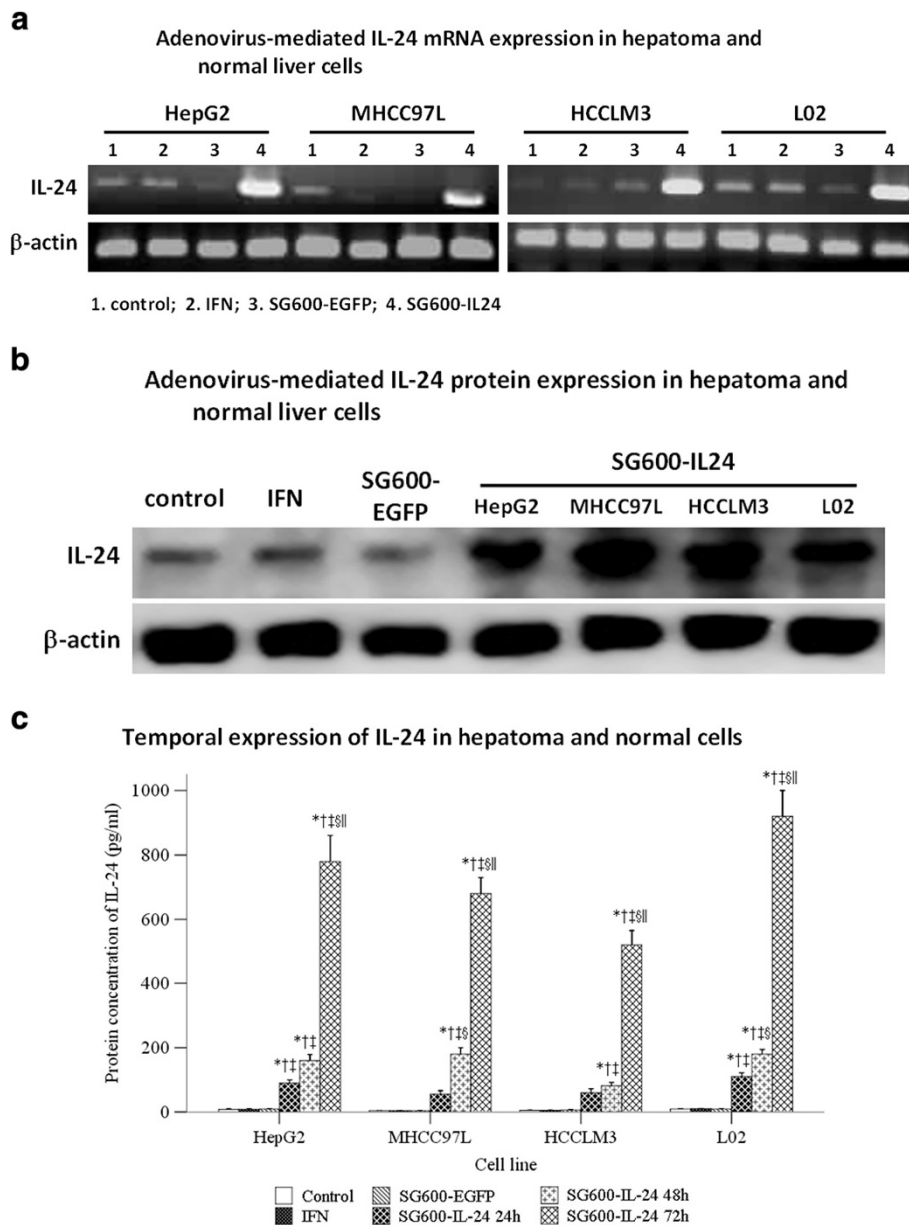 a
Adenovirus-mediated IL-24 mRNA expression in hepatoma and
normal liver cells
HepG2 MHCC97L HCCLM3 L02
1 2 3 4 1 2 3 4 1 2 3 4 1 2 3 4
IL-24
β-actin
1. control; 2. IFN; 3. SG600-EGFP; 4. SG600-IL24
b
Adenovirus-mediated IL-24 protein expression in hepatoma and
normal liver cells
SG600-IL24
control IFN SG600-
EGFP HepG2 MHCC97L HCCLM3 L02
IL-24
β-actin
c
Temporal expression of IL-24 in hepatoma and normal cells
Protein concentration of IL-24 (pg/ml)
1000
800
600
400
200
0
*†‡§‖
*†‡§‖
*†‡§‖
*†‡§‖
*†‡ *†‡
*†‡§
*†‡
*†‡ *†‡§
HepG2 MHCC97L HCCLM3 L02
Cell line
Control SG600-EGFP SG600-IL-24 48h
IFN SG600-IL-24 24h SG600-IL-24 72h